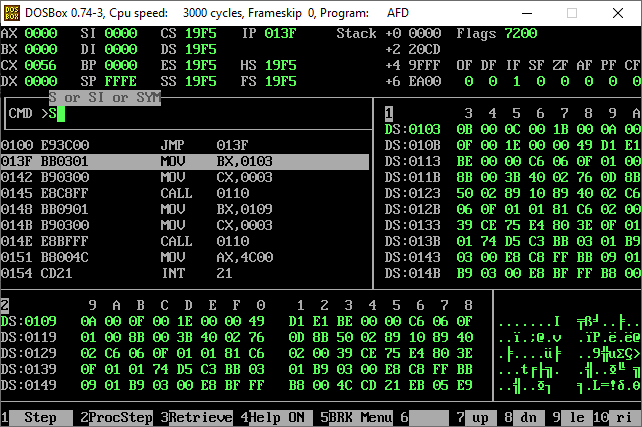 DOSBox 0.74-3, Cpu speed: 3000 cycles, Frameskip 0, Program: AFD
AX 0000 SI 0000 CS 19F5 IP 013F Stack +0 0000 Flags 7200
BX 0000 DI 0000 DS 19F5 +2 20CD
CX 0056 BP 0000 ES 19F5 HS 19F5 +4 9FFF OF DF IF SF ZF AF PF CF
DX 0000 SP FFFE SS 19F5 FS 19F5 +6 EA00 0 0 1 0 0 0 0 0
S or SI or SYM
CMD >S
1 3 4 5 6 7 8 9 A
DS:0103 0B 00 0C 00 1B 00 0A 00
DS:010B 0F 00 1E 00 00 49 D1 E1
DS:0113 BE 00 00 C6 06 0F 01 00
DS:011B 8B 00 3B 40 02 76 0D 8B
DS:0123 50 02 89 10 89 40 02 C6
DS:012B 06 0F 01 01 81 C6 02 00
DS:0133 39 CE 75 E4 80 3E 0F 01
DS:013B 01 74 D5 C3 BB 03 01 B9
DS:0143 03 00 E8 C8 FF BB 09 01
DS:014B B9 03 00 E8 BF FF B8 00
0100 E93C00 JMP 013F
013F BB0301 MOV BX,0103
0142 B90300 MOV CX,0003
0145 E8C8FF CALL 0110
0148 BB0901 MOV BX,0109
014B B90300 MOV CX,0003
014E E8BFFF CALL 0110
0151 B8004C MOV AX,4C00
0154 CD21 INT 21
2 9 A B C D E F 0 1 2 3 4 5 6 7 8
DS:0109 0A 00 0F 00 1E 00 00 49 D1 E1 BE 00 00 C6 06 0F .......I ╤ß╛..╞..
DS:0119 01 00 8B 00 3B 40 02 76 0D 8B 50 02 89 10 89 40 ..ï.;@.v .ïP.ë.ë@
DS:0129 02 C6 06 0F 01 01 81 C6 02 00 39 CE 75 E4 80 3E .╞....ü╞ ..9╬uΣÇ>
DS:0139 0F 01 01 74 D5 C3 BB 03 01 B9 03 00 E8 C8 FF BB ...t╒├╗. .╣..Φ╚ ╗
DS:0149 09 01 B9 03 00 E8 BF FF B8 00 4C CD 21 EB 05 E9 ..╣..Φ┐ ╕.L═!δ.Θ
1 Step 2 ProcStep 3 Retrieve 4 Help ON 5 BRK Menu 6 7 up 8 dn 9 le 10 ri